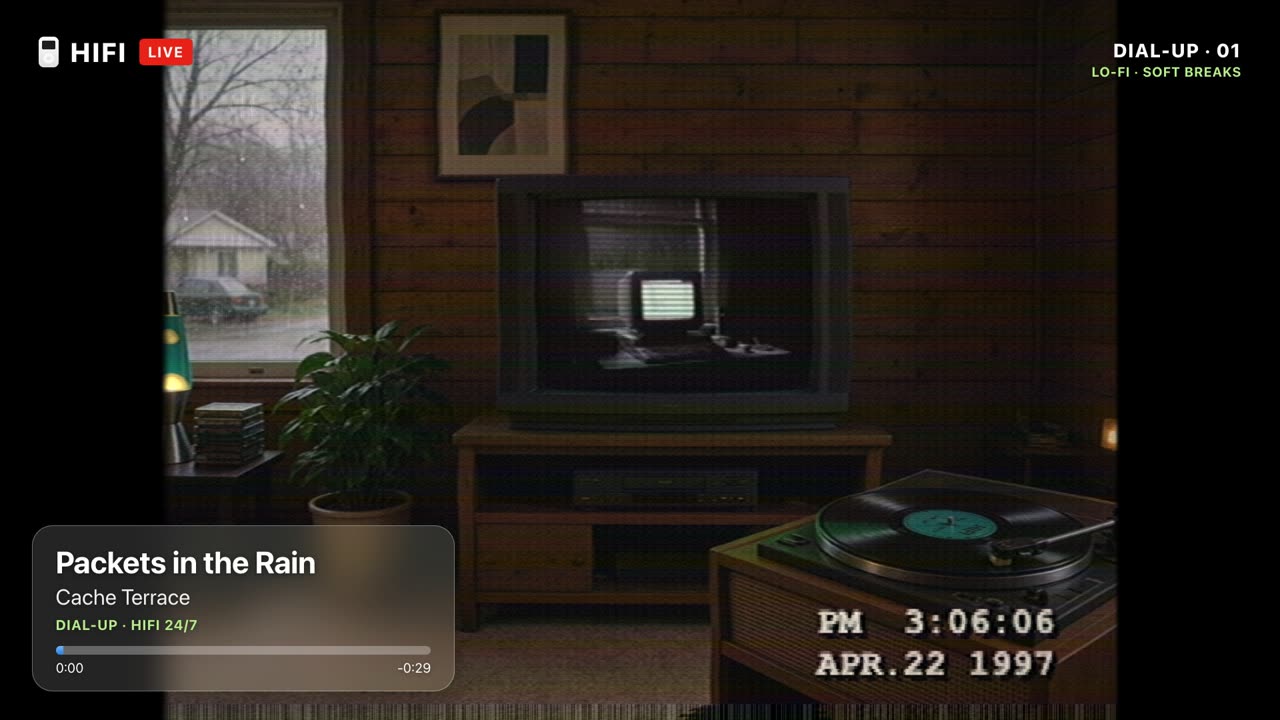 HIFI LIVE
DIAL-UP · 01
LO-FI · SOFT BREAKS
Packets in the Rain
Cache Terrace
DIAL-UP · HIFI 24/7
0:00 -0:29
PM 3:06:06
APR.22 1997